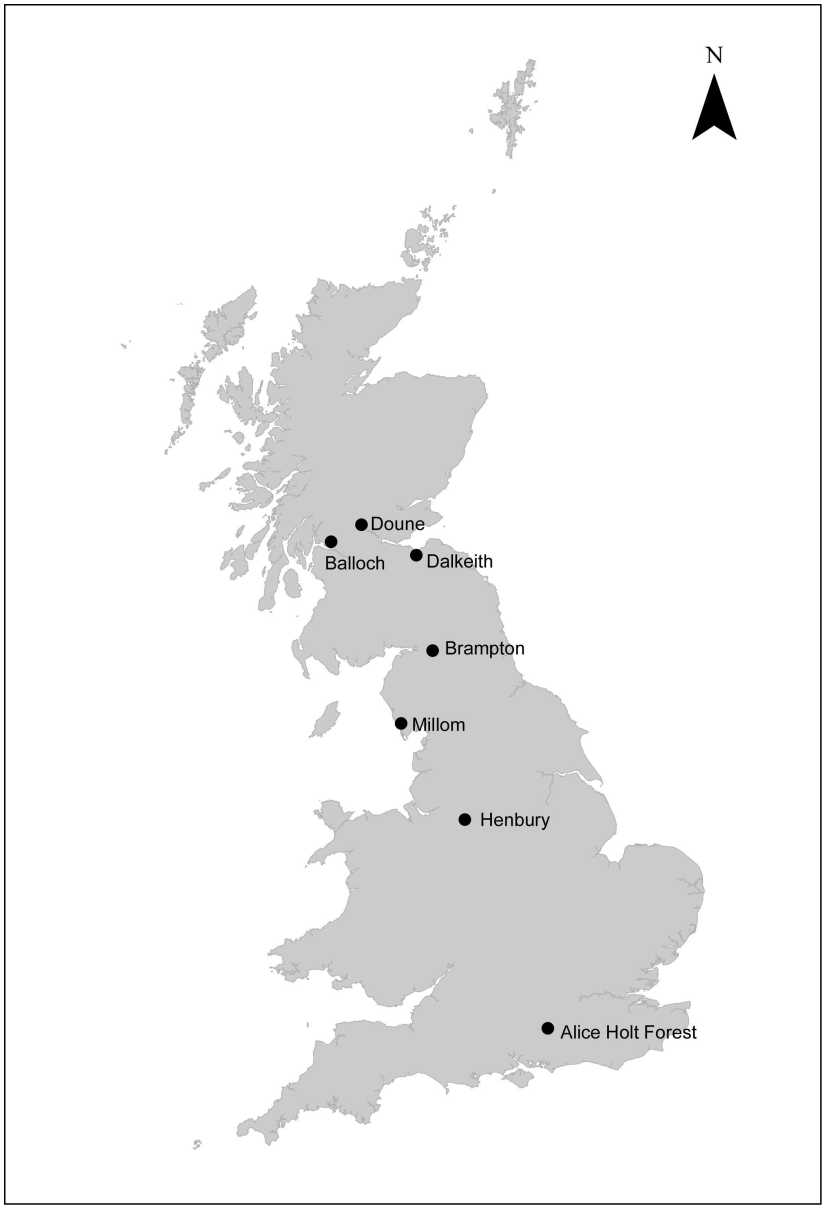 N
Doune
Balloch
Dalkeith
Brampton
Millom
Henbury
Alice Holt Forest